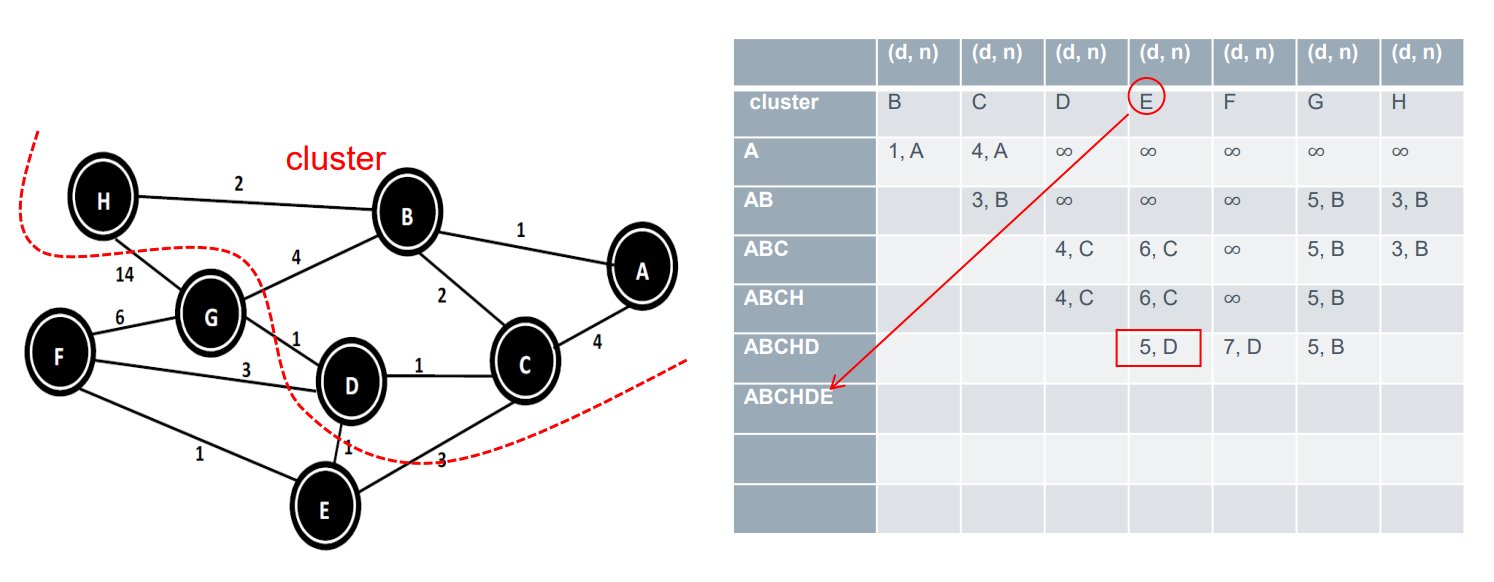 cluster
H
2
B
1
A
14
4
2
G
6
1
4
F
3
D
1
C
1
1
3
E
(d, n) (d, n) (d, n) (d, n) (d, n) (d, n) (d, n)
cluster B C D E F G H
A 1, A 4, A ∞ ∞ ∞ ∞ ∞
AB 3, B ∞ ∞ ∞ 5, B 3, B
ABC 4, C 6, C ∞ 5, B 3, B
ABCH 4, C 6, C ∞ 5, B
ABCHD 5, D 7, D 5, B
ABCHDE